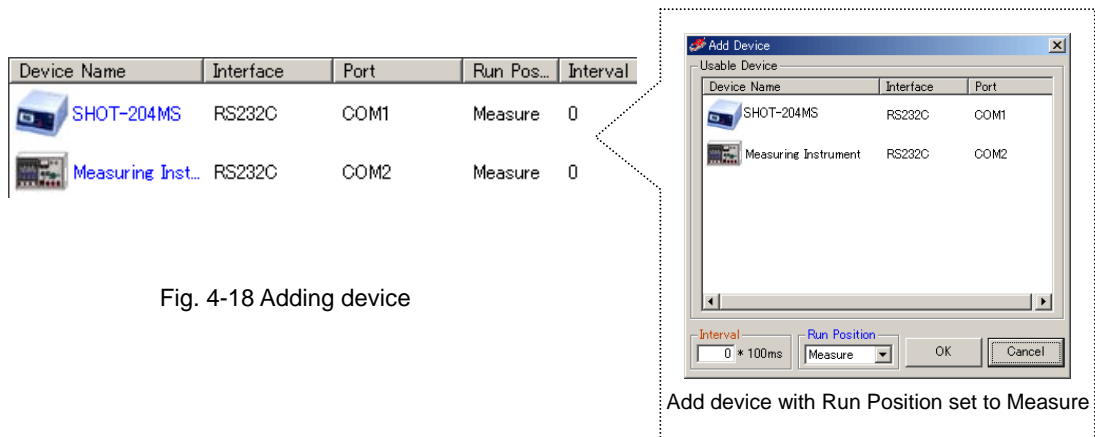 Device Name Interface Port Run Pos... Interval
SHOT-204MS RS232C COM1 Measure 0
Measuring Inst... RS232C COM2 Measure 0
Fig. 4-18 Adding device
Add Device
Usable Device
Device Name Interface Port
SHOT-204MS RS232C COM1
Measuring Instrument RS232C COM2
Interval Run Position
0 * 100ms Measure OK Cancel
Add device with Run Position set to Measure